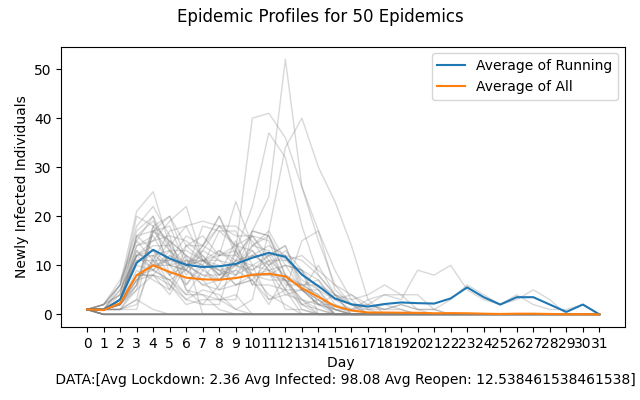 Epidemic Profiles for 50 Epidemics
Average of Running
Average of All
Newly Infected Individuals
50
40
30
20
10
0
0 1 2 3 4 5 6 7 8 9 10 11 12 13 14 15 16 17 18 19 20 21 22 23 24 25 26 27 28 29 30 31
Day
DATA:[Avg Lockdown: 2.36 Avg Infected: 98.08 Avg Reopen: 12.538461538461538]